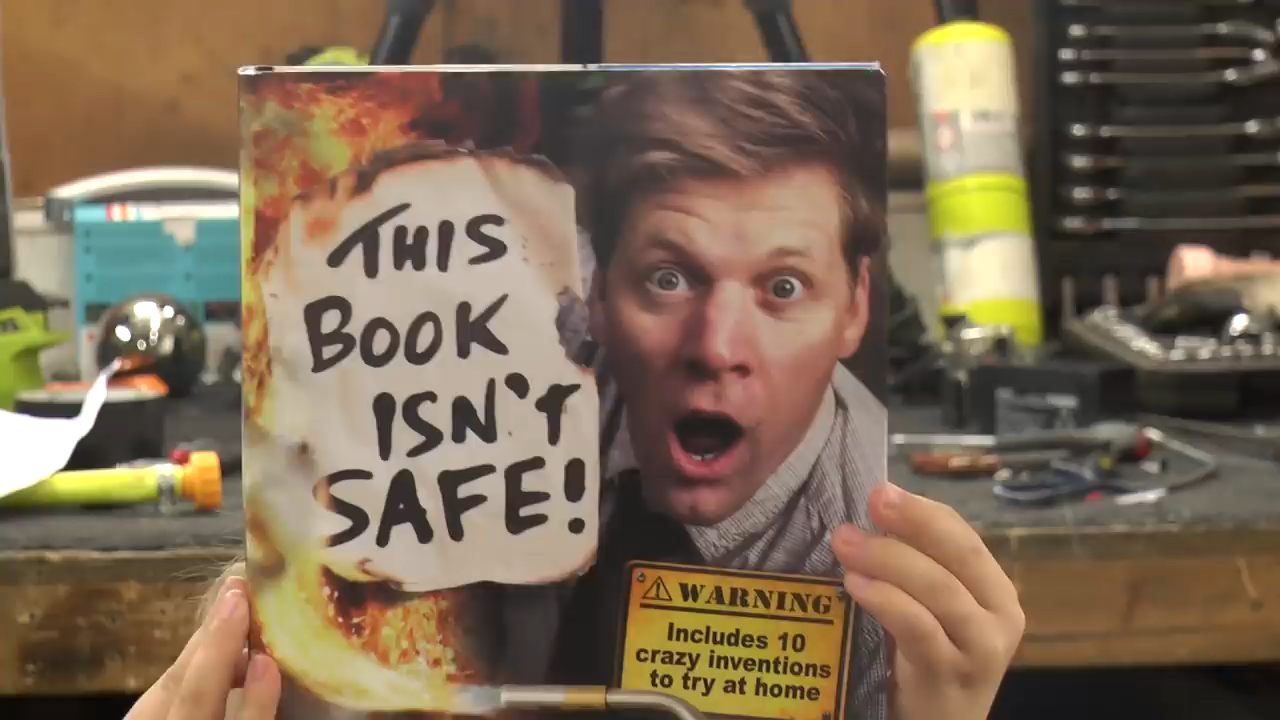 THIS
BOOK
ISN'T
SAFE!
WARNING
Includes 10
crazy inventions
to try at home